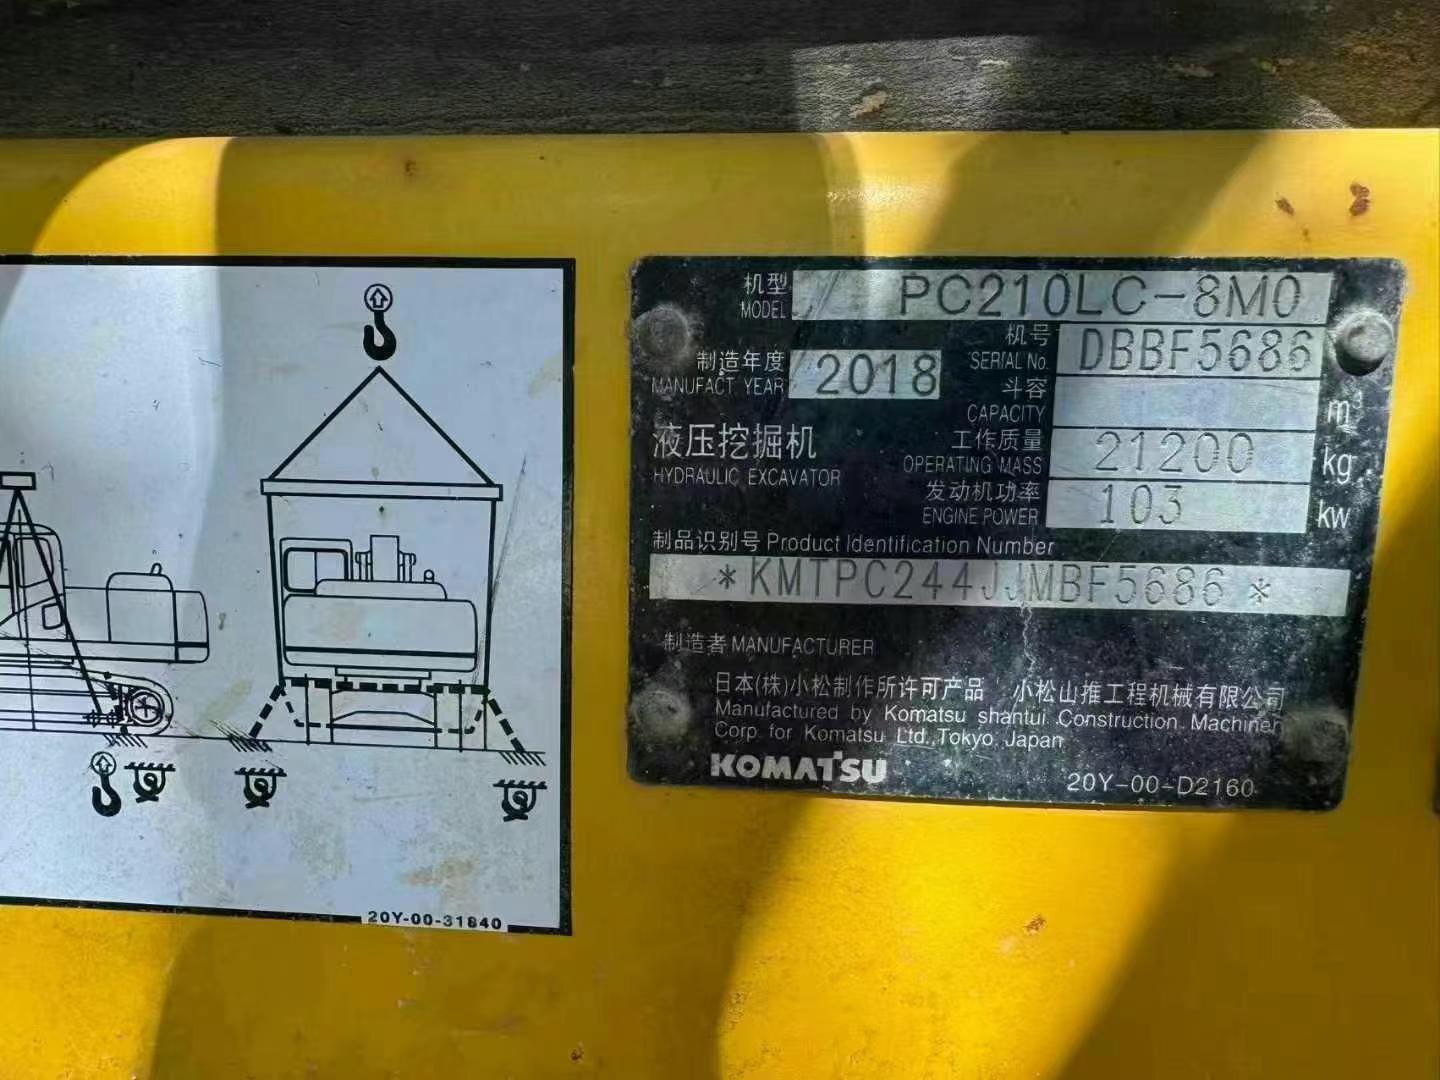 机型 PC210LC-8M0
MODEL
机号 DBBF5686
SERIAL No.
制造年度 2018
MANUFACT YEAR
斗容 m³
CAPACITY
液压挖掘机
HYDRAULIC EXCAVATOR
工作质量 21200 kg
OPERATING MASS
发动机功率 103 kw
ENGINE POWER
制品识别号 Product Identification Number
*KMTPC244JJMBF5686*
制造者 MANUFACTURER
日本(株)小松制作所许可产品 小松山推工程机械有限公司
Manufactured by Komatsu shantui Construction Machinery
Corp for Komatsu Ltd.,Tokyo Japan
KOMATSU
20Y-00-D2160
20Y-00-31840